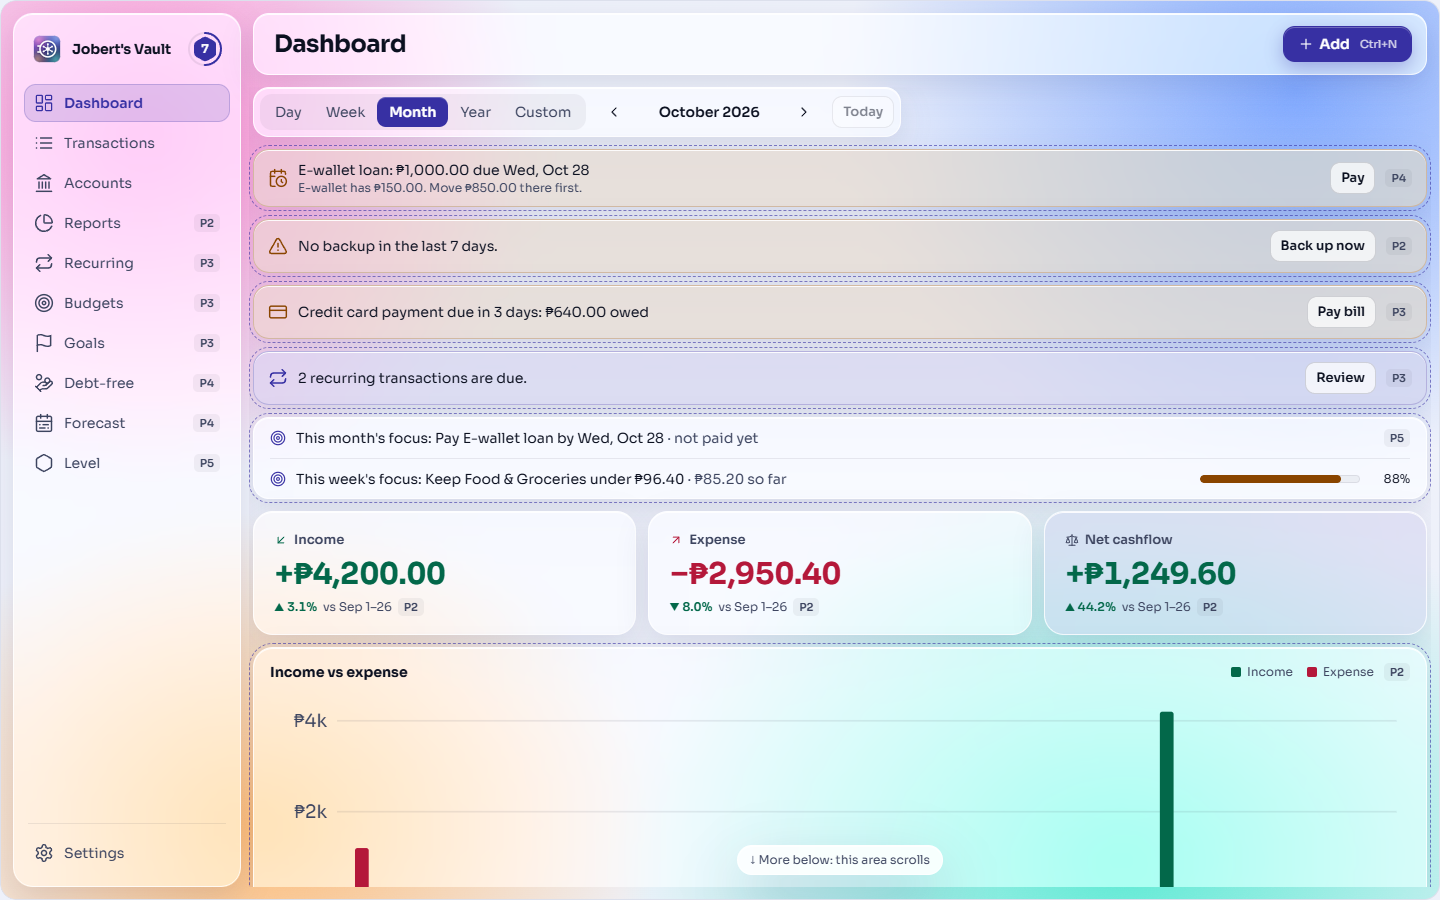 Jobert's Vault
7
Dashboard
Transactions
Accounts
Reports P2
Recurring P3
Budgets P3
Goals P3
Debt-free P4
Forecast P4
Level P5
Settings
Dashboard
+ Add Ctrl+N
Day Week Month Year Custom
‹ October 2026 ›
Today
E-wallet loan: ₱1,000.00 due Wed, Oct 28
E-wallet has ₱150.00. Move ₱850.00 there first.
Pay P4
No backup in the last 7 days.
Back up now P2
Credit card payment due in 3 days: ₱640.00 owed
Pay bill P3
2 recurring transactions are due.
Review P3
This month's focus: Pay E-wallet loan by Wed, Oct 28 · not paid yet
P5
This week's focus: Keep Food & Groceries under ₱96.40 · ₱85.20 so far
88%
Income
+₱4,200.00
▲ 3.1% vs Sep 1–26 P2
Expense
−₱2,950.40
▼ 8.0% vs Sep 1–26 P2
Net cashflow
+₱1,249.60
▲ 44.2% vs Sep 1–26 P2
Income vs expense
Income Expense P2
₱4k
₱2k
↓ More below: this area scrolls